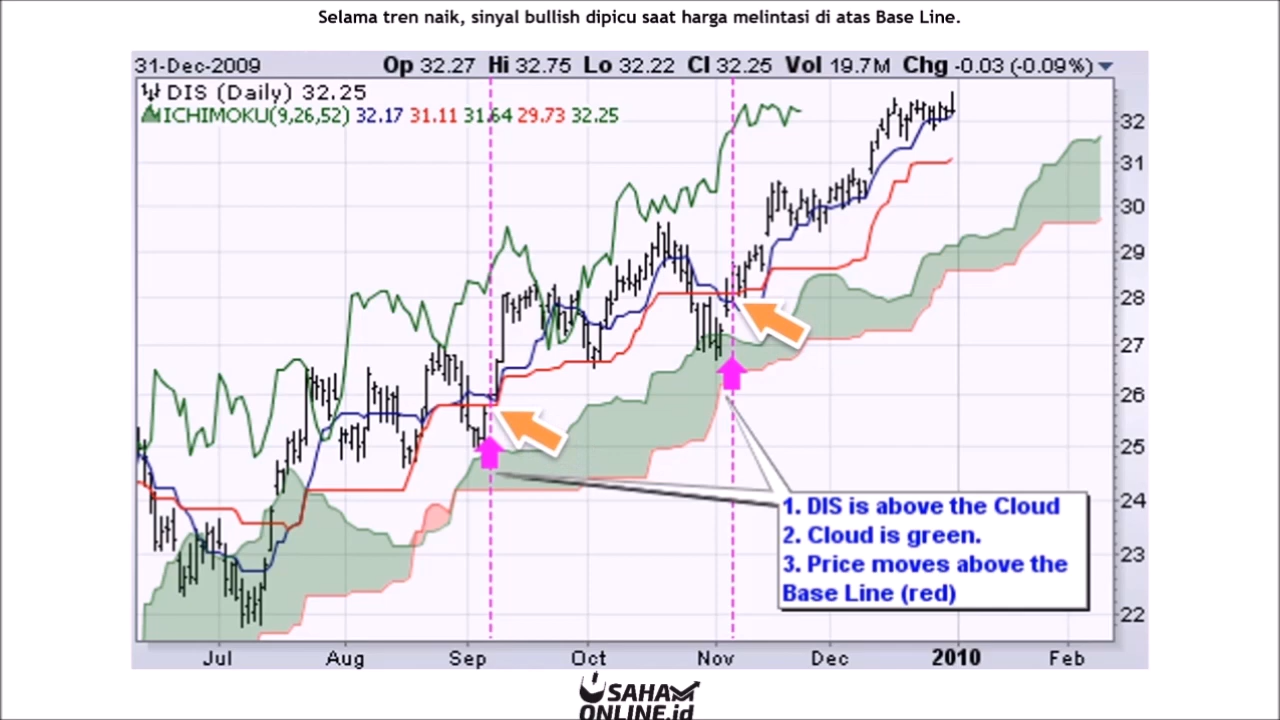 Selama tren naik, sinyal bullish dipicu saat harga melintasi di atas Base Line.
31-Dec-2009 Op 32.27 Hi 32.75 Lo 32.22 Cl 32.25 Vol 19.7M Chg -0.03 (-0.09%)
DIS (Daily) 32.25
ICHIMOKU(9,26,52) 32.17 31.11 31.64 29.73 32.25
32
31
30
29
28
27
26
25
24
23
22
1. DIS is above the Cloud
2. Cloud is green.
3. Price moves above the
Base Line (red)
Jul Aug Sep Oct Nov Dec 2010 Feb
SAHAM
ONLINE.id